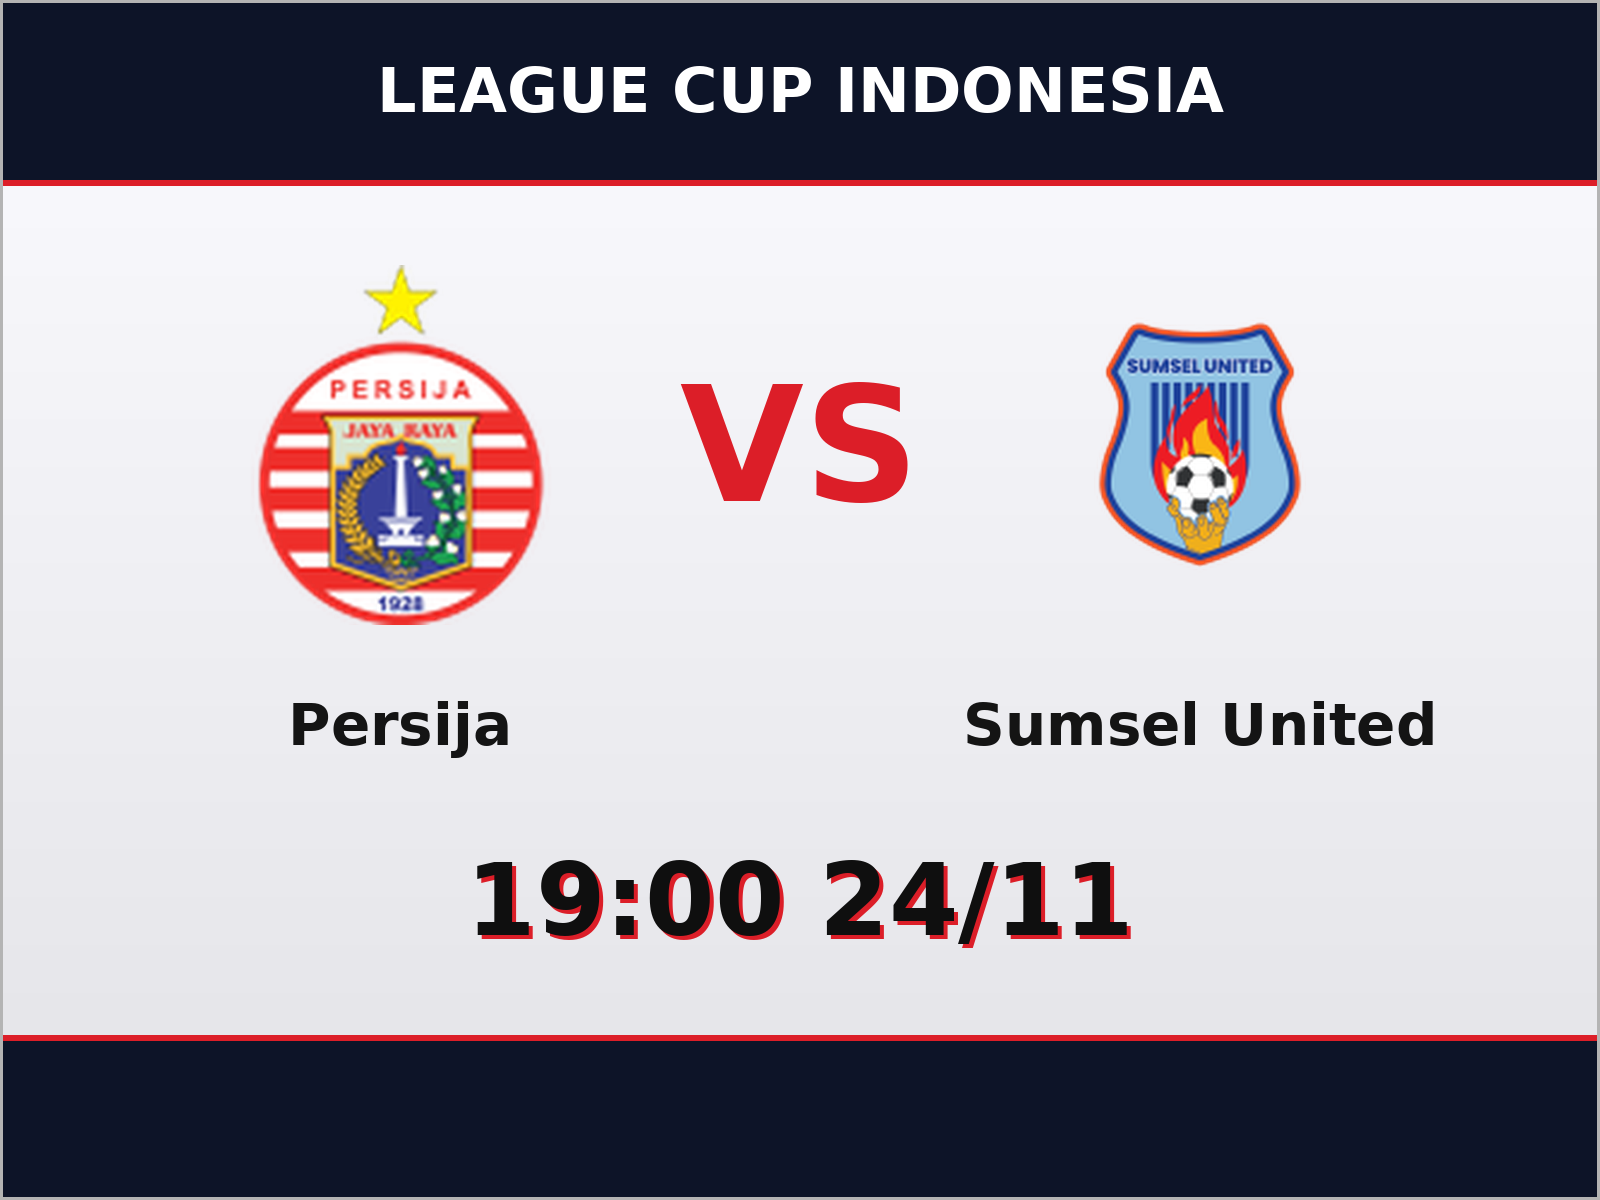 LEAGUE CUP INDONESIA
PERSIJA
JAYA RAYA
1928
VS
SUMSEL UNITED
Persija
Sumsel United
19:00 24/11